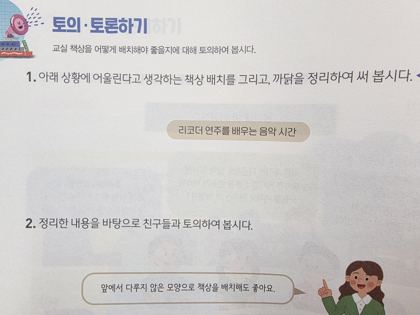 토의·토론하기
교실 책상을 어떻게 배치해야 좋을지에 대해 토의하여 봅시다.
1. 아래 상황에 어울린다고 생각하는 책상 배치를 그리고, 까닭을 정리하여 써 봅시다.
리코더 연주를 배우는 음악 시간
2. 정리한 내용을 바탕으로 친구들과 토의하여 봅시다.
앞에서 다루지 않은 모양으로 책상을 배치해도 좋아요.